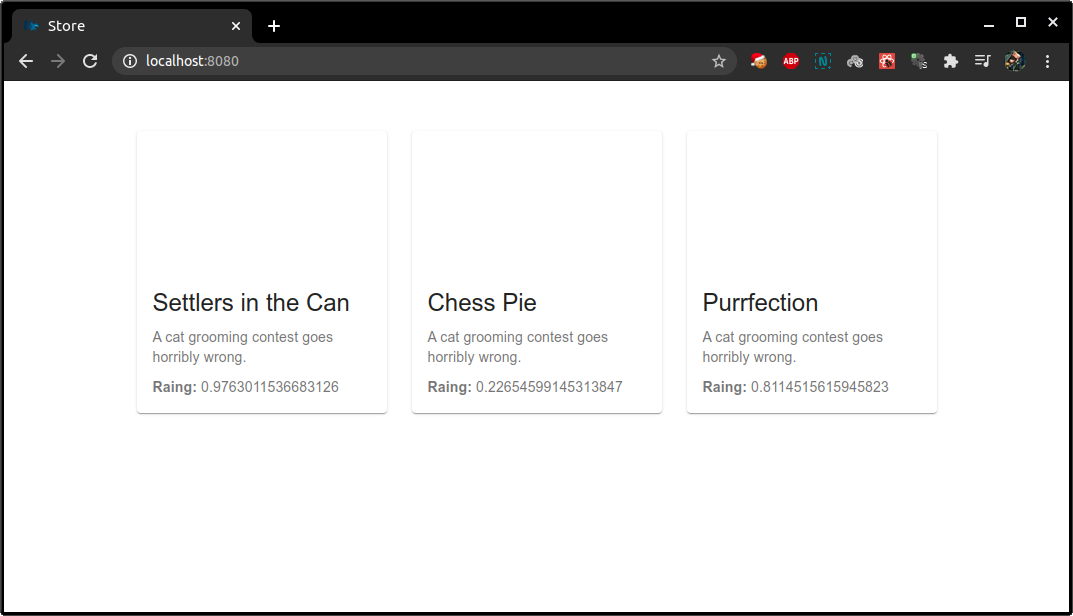 Store
localhost:8080
ABP
N
S
Settlers in the Can
A cat grooming contest goes
horribly wrong.
Raing: 0.9763011536683126
Chess Pie
A cat grooming contest goes
horribly wrong.
Raing: 0.22654599145313847
Purrfection
A cat grooming contest goes
horribly wrong.
Raing: 0.8114515615945823